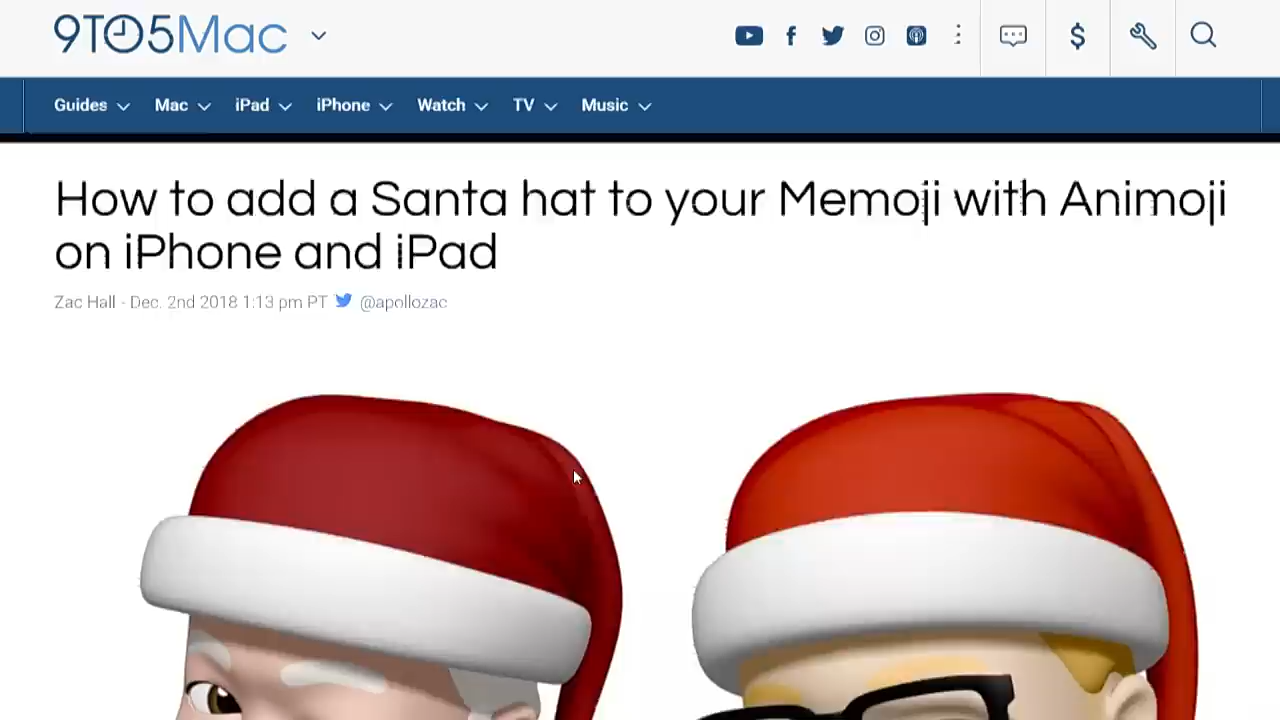 9TO5Mac
Guides Mac iPad iPhone Watch TV Music
How to add a Santa hat to your Memoji with Animoji
on iPhone and iPad
Zac Hall - Dec. 2nd 2018 1:13 pm PT @apollozac